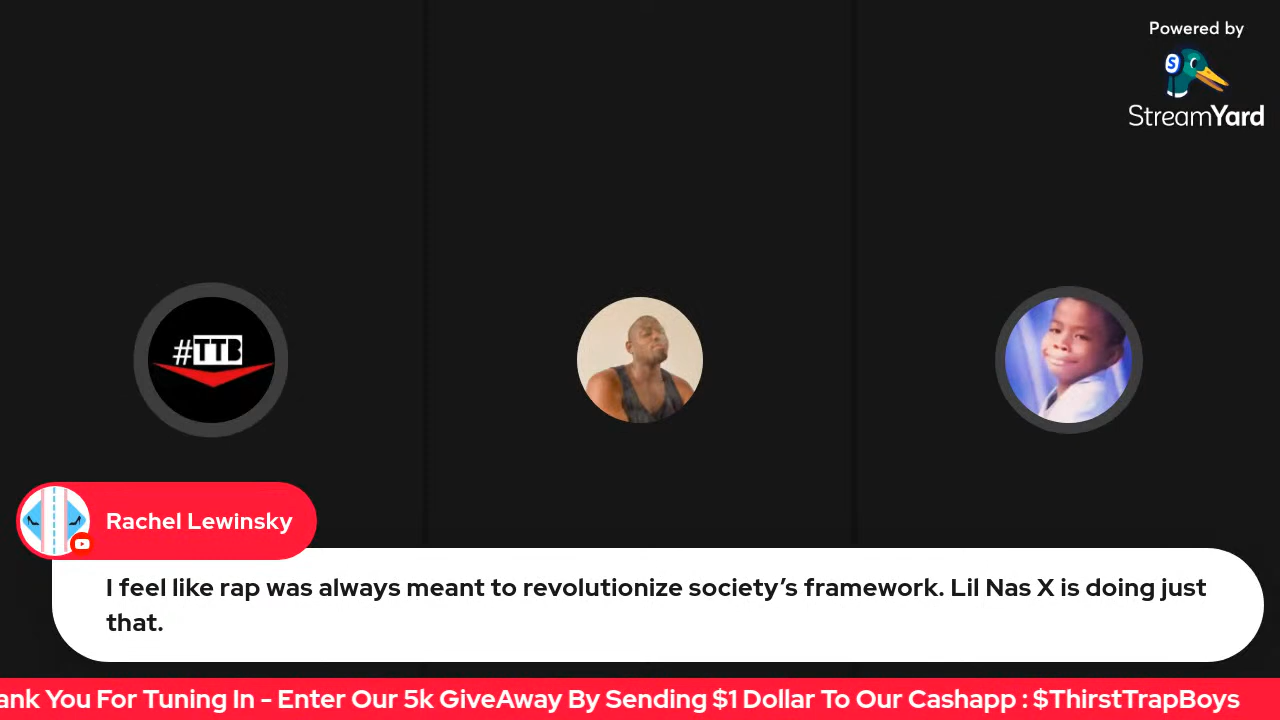 Powered by
S
StreamYard
#TTB
Rachel Lewinsky
I feel like rap was always meant to revolutionize society’s framework. Lil Nas X is doing just
that.
ank You For Tuning In - Enter Our 5k GiveAway By Sending $1 Dollar To Our Cashapp : $ThirstTrapBoys